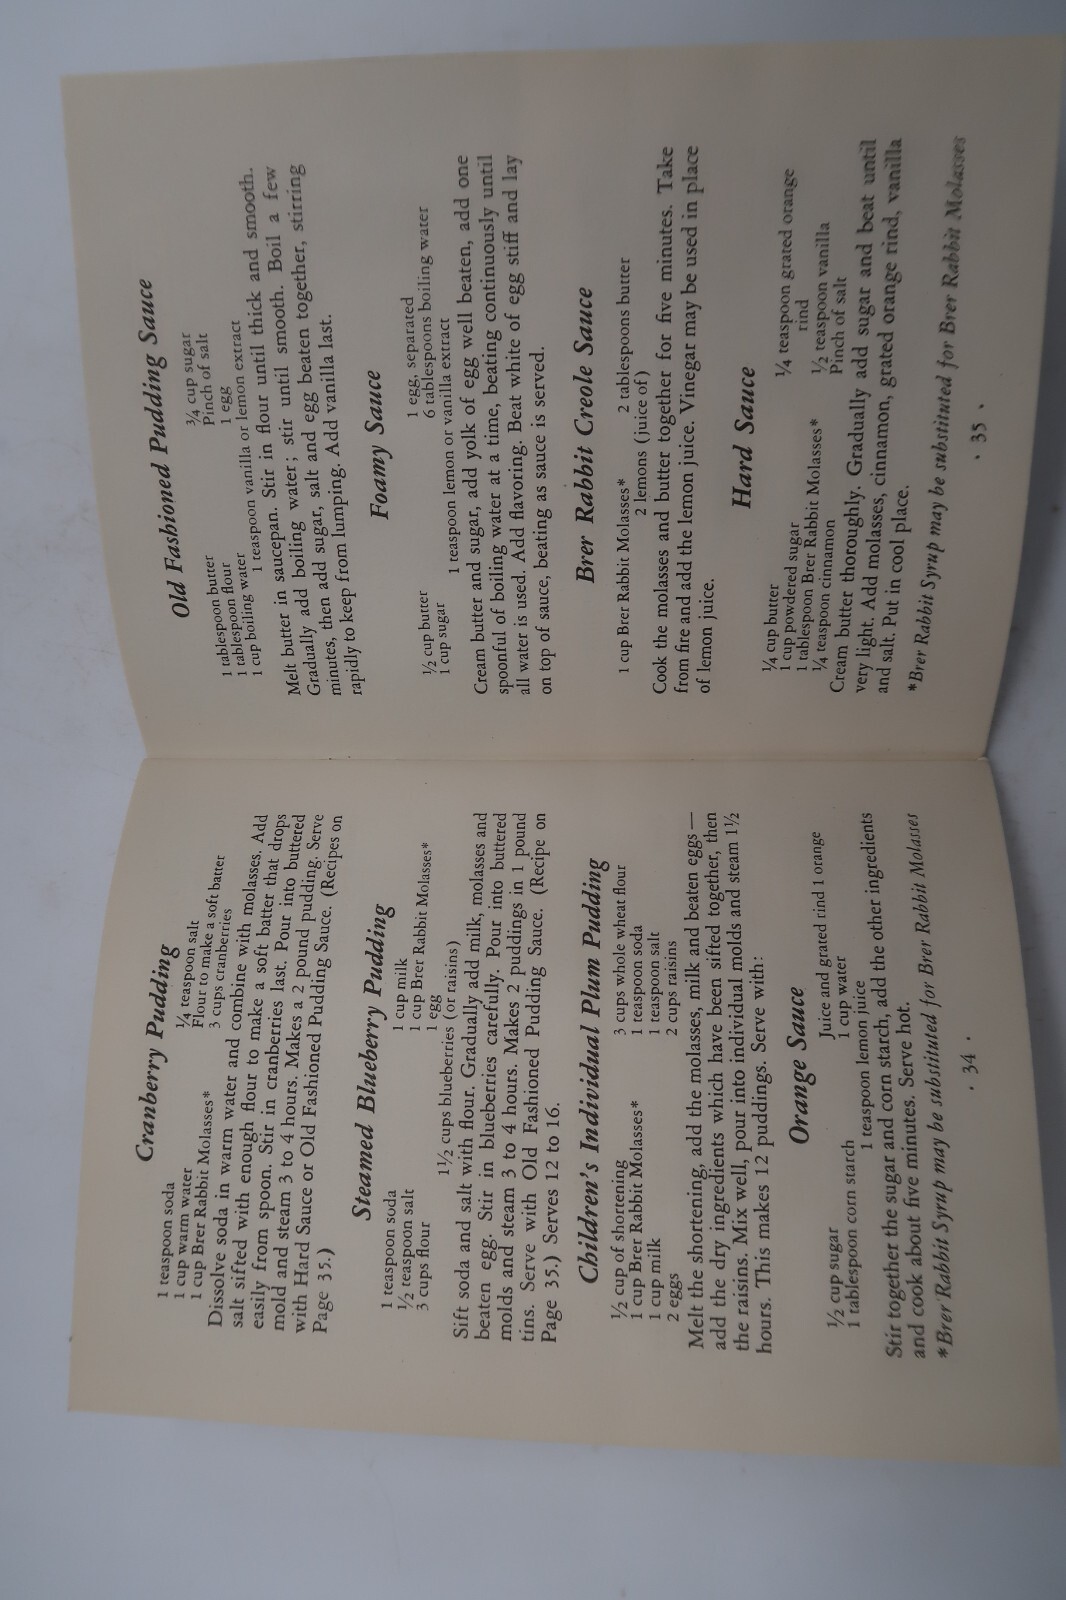 Cranberry Pudding
1 teaspoon soda
1 cup warm water
1 cup Brer Rabbit Molasses*
¼ teaspoon salt
Flour to make a soft batter
3 cups cranberries
Dissolve soda in warm water and combine with molasses. Add
salt sifted with enough flour to make a soft batter that drops
easily from spoon. Stir in cranberries last. Pour into buttered
mold and steam 3 to 4 hours. Makes a 2 pound pudding. Serve
with Hard Sauce or Old Fashioned Pudding Sauce. (Recipes on
Page 35.)
Steamed Blueberry Pudding
1 teaspoon soda
½ teaspoon salt
3 cups flour
1 cup milk
1 cup Brer Rabbit Molasses*
1 egg
1½ cups blueberries (or raisins)
Sift soda and salt with flour. Gradually add milk, molasses and
beaten egg. Stir in blueberries carefully. Pour into buttered
molds and steam 3 to 4 hours. Makes 2 puddings in 1 pound
tins. Serve with Old Fashioned Pudding Sauce. (Recipe on
Page 35.) Serves 12 to 16.
Children's Individual Plum Pudding
½ cup of shortening
1 cup Brer Rabbit Molasses*
1 cup milk
2 eggs
3 cups whole wheat flour
1 teaspoon soda
1 teaspoon salt
2 cups raisins
Melt the shortening, add the molasses, milk and beaten eggs—
add the dry ingredients which have been sifted together, then
the raisins. Mix well, pour into individual molds and steam 1½
hours. This makes 12 puddings. Serve with:
Orange Sauce
½ cup sugar
1 tablespoon corn starch
Juice and grated rind 1 orange
1 cup water
1 teaspoon lemon juice
Stir together the sugar and corn starch, add the other ingredients
and cook about five minutes. Serve hot.
*Brer Rabbit Syrup may be substituted for Brer Rabbit Molasses
· 34 ·
Old Fashioned Pudding Sauce
1 tablespoon butter
1 tablespoon flour
1 cup boiling water
¾ cup sugar
Pinch of salt
1 egg
1 teaspoon vanilla or lemon extract
Melt butter in saucepan. Stir in flour until thick and smooth.
Gradually add boiling water; stir until smooth. Boil a few
minutes, then add sugar, salt and egg beaten together, stirring
rapidly to keep from lumping. Add vanilla last.
Foamy Sauce
½ cup butter
1 cup sugar
1 egg, separated
6 tablespoons boiling water
1 teaspoon lemon or vanilla extract
Cream butter and sugar, add yolk of egg well beaten, add one
spoonful of boiling water at a time, beating continuously until
all water is used. Add flavoring. Beat white of egg stiff and lay
on top of sauce, beating as sauce is served.
Brer Rabbit Creole Sauce
1 cup Brer Rabbit Molasses*
2 tablespoons butter
2 lemons (juice of)
Cook the molasses and butter together for five minutes. Take
from fire and add the lemon juice. Vinegar may be used in place
of lemon juice.
Hard Sauce
¼ cup butter
1 cup powdered sugar
1 tablespoon Brer Rabbit Molasses*
¼ teaspoon cinnamon
¼ teaspoon grated orange
rind
½ teaspoon vanilla
Pinch of salt
Cream butter thoroughly. Gradually add sugar and beat until
very light. Add molasses, cinnamon, grated orange rind, vanilla
and salt. Put in cool place.
*Brer Rabbit Syrup may be substituted for Brer Rabbit Molasses
· 35 ·